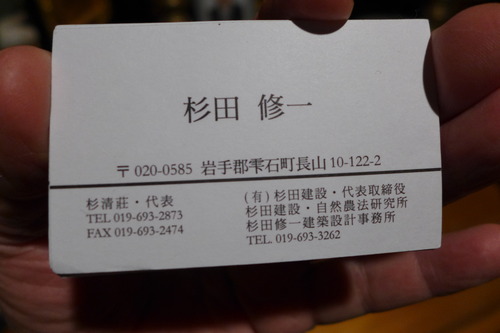 杉田 修一
〒020-0585 岩手郡雫石町長山10-122-2
杉清莊・代表
TEL 019-693-2873
FAX 019-693-2474
(有)杉田建設・代表取締役
杉田建設・自然農法研究所
杉田修一建築設計事務所
TEL. 019-693-3262